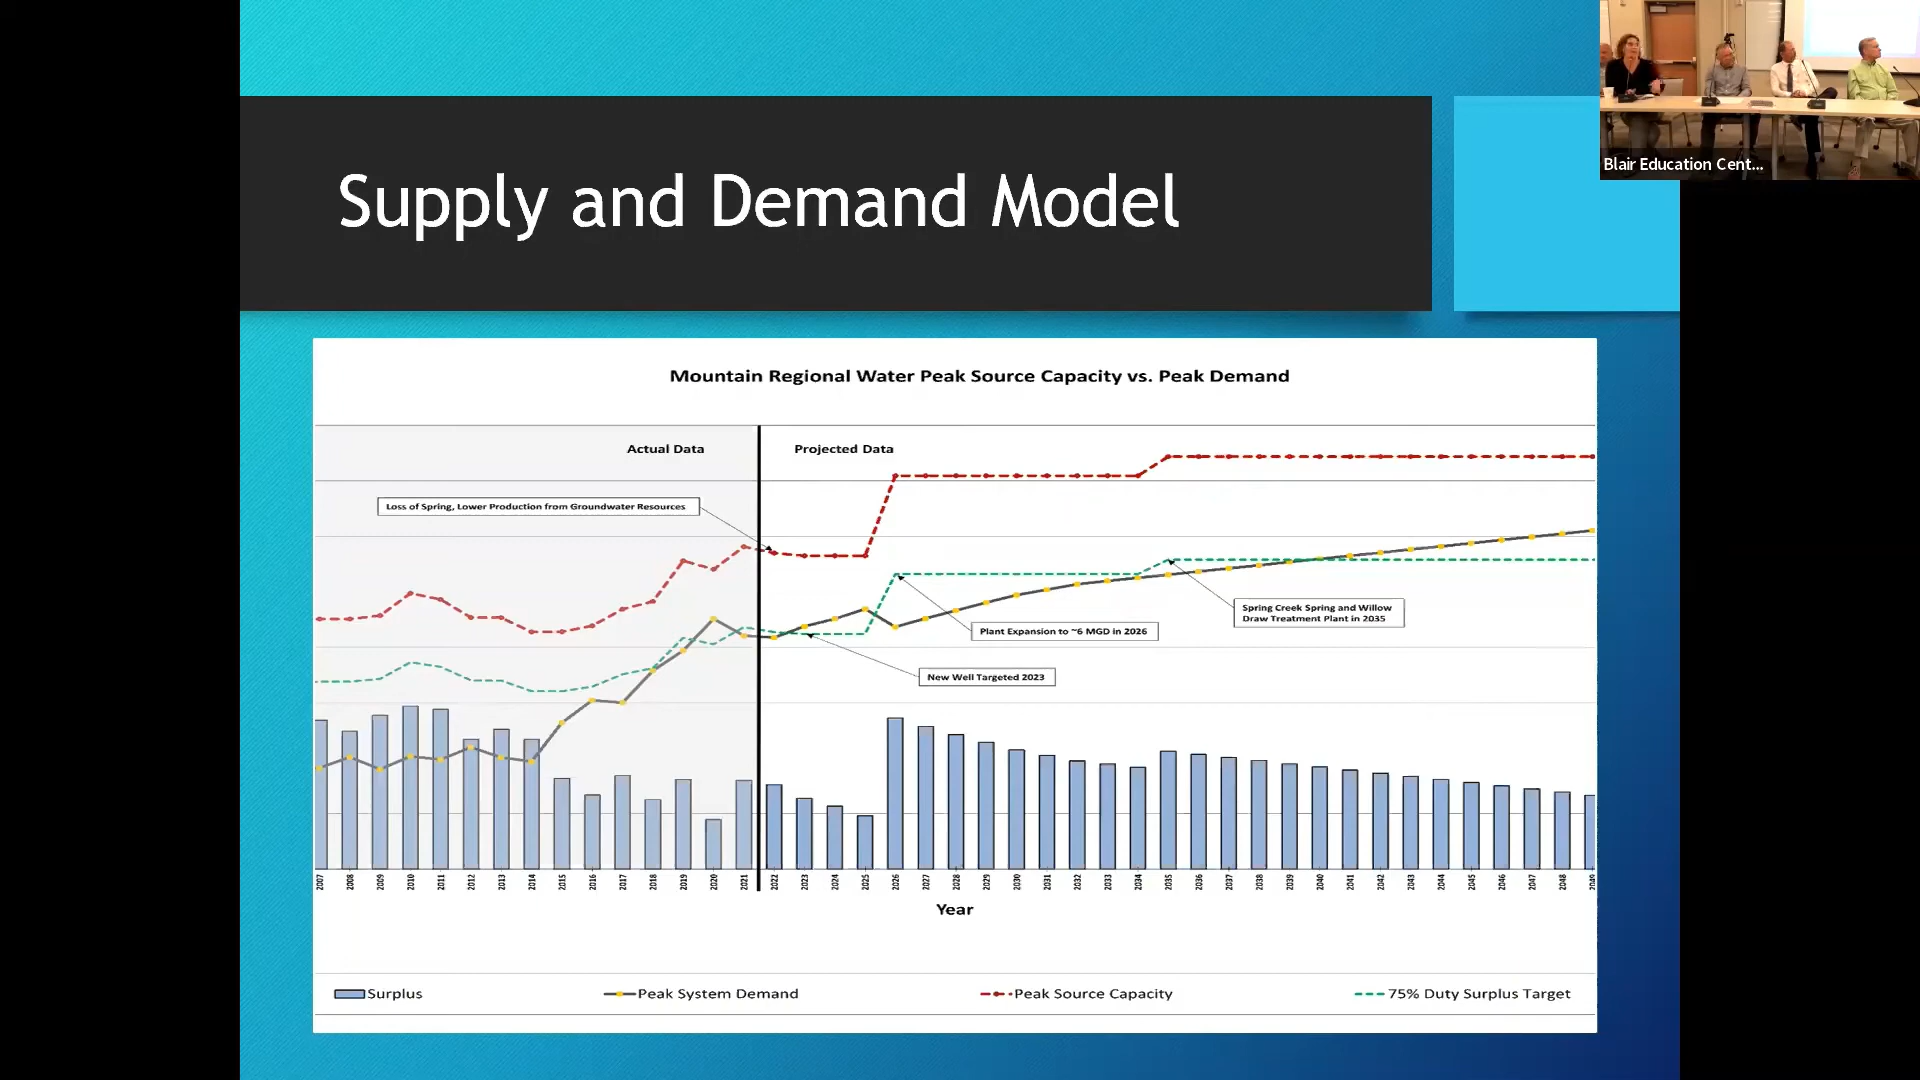 Blair Education Cent...
Supply and Demand Model
Mountain Regional Water Peak Source Capacity vs. Peak Demand
Actual Data
Projected Data
Loss of Spring, Lower Production from Groundwater Resources
Spring Creek Spring and Willow
Draw Treatment Plant in 2035
Plant Expansion to ~6 MGD in 2026
New Well Targeted 2023
2007 2008 2009 2010 2011 2012 2013 2014 2015 2016 2017 2018 2019 2020 2021 2022 2023 2024 2025 2026 2027 2028 2029 2030 2031 2032 2033 2034 2035 2036 2037 2038 2039 2040 2041 2042 2043 2044 2045 2046 2047 2048 2049
Year
Surplus
Peak System Demand
Peak Source Capacity
75% Duty Surplus Target